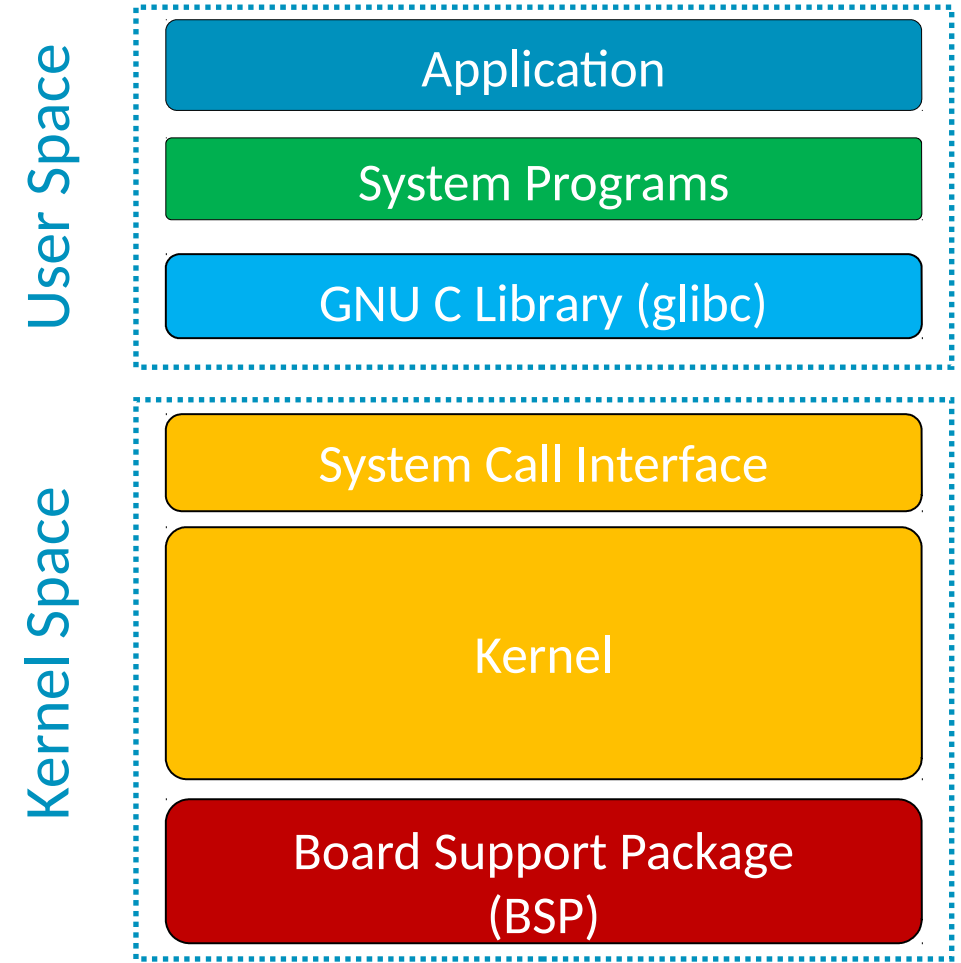 User Space
Application
System Programs
GNU C Library (glibc)
Kernel Space
System Call Interface
Kernel
Board Support Package
(BSP)